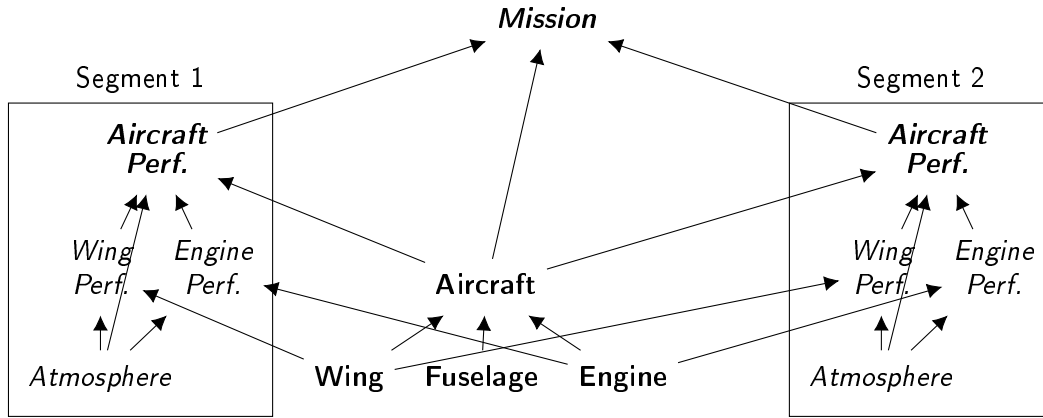 Mission
Segment 1
Segment 2
Aircraft
Perf.
Aircraft
Perf.
Wing
Perf.
Engine
Perf.
Aircraft
Wing
Perf.
Engine
Perf.
Atmosphere
Wing
Fuselage
Engine
Atmosphere